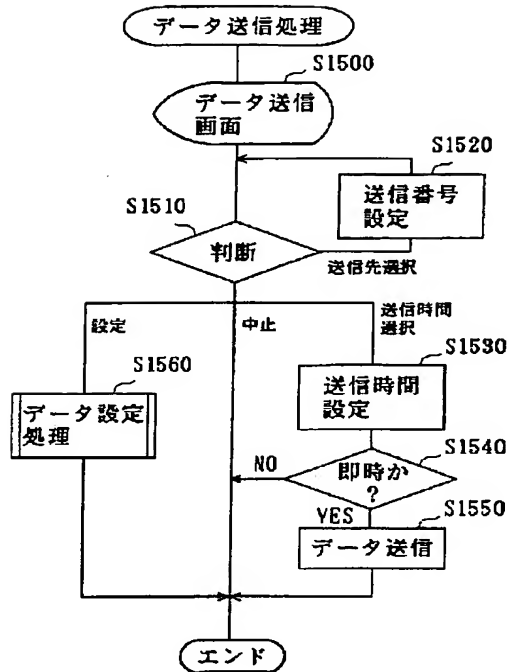 データ送信処理
S1500
データ送信
画面
S1520
送信番号
設定
S1510
判断
送信先選択
設定
中止
送信時間
選択
S1530
送信時間
設定
S1560
データ設定
処理
S1540
即時か
?
NO
YES
S1550
データ送信
エンド